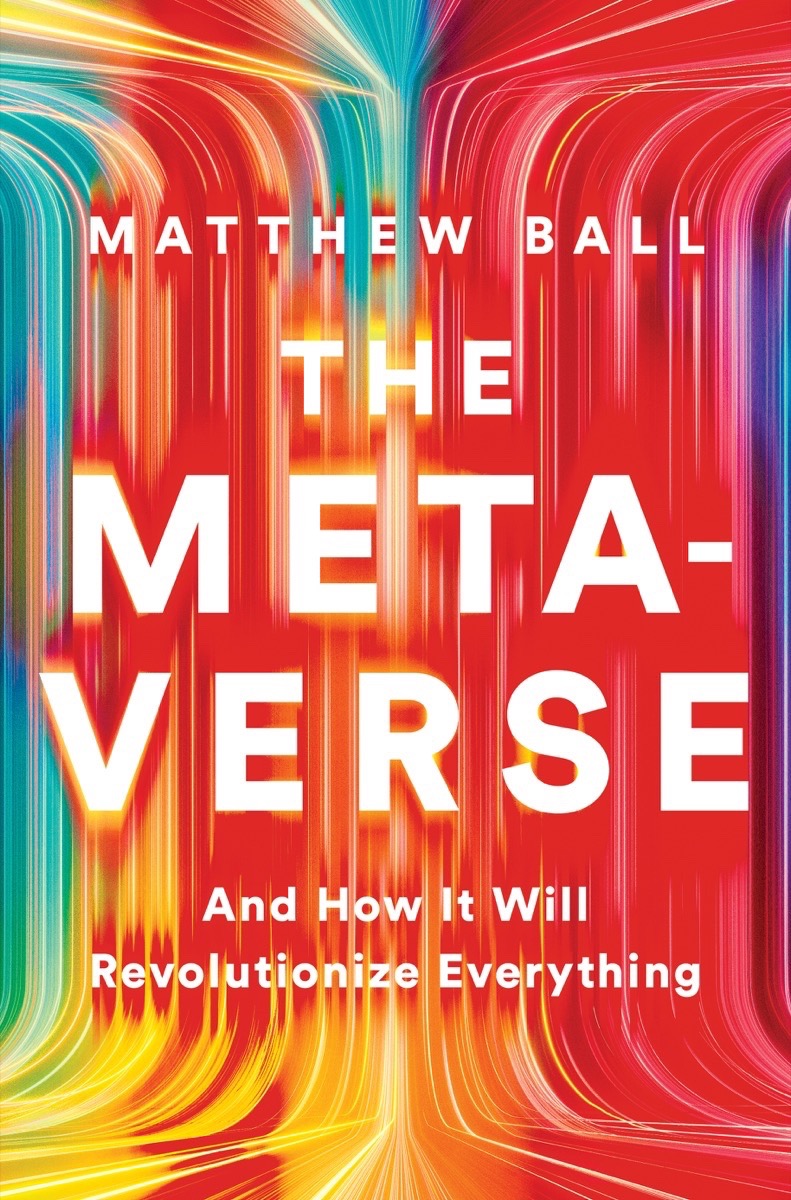 MATTHEW BALL
THE
META-
VERSE
And How It Will
Revolutionize Everything